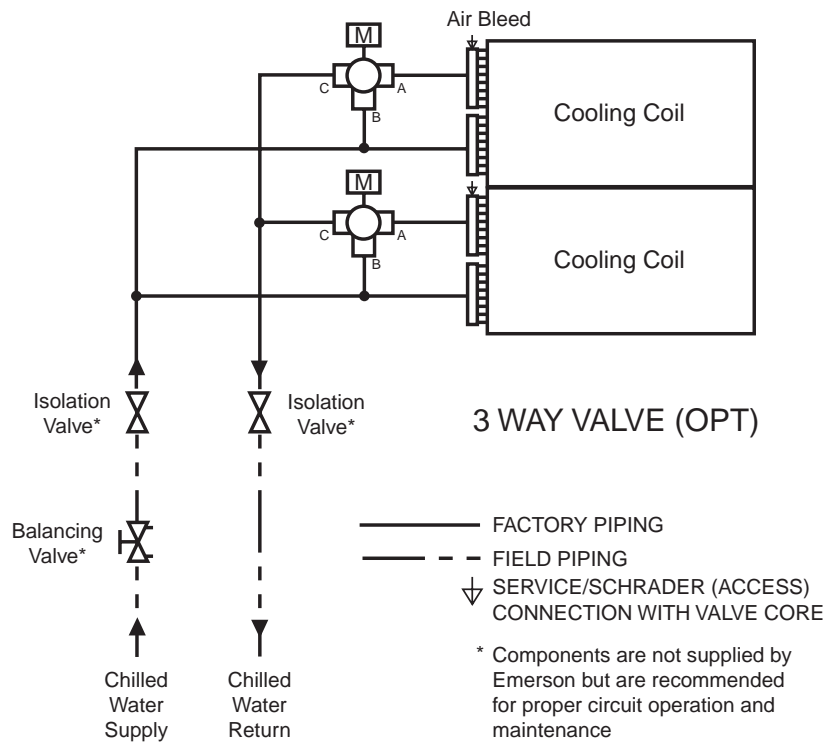 Air Bleed
M
C
A
B
Cooling Coil
M
C
A
B
Cooling Coil
Isolation
Valve*
Isolation
Valve*
3 WAY VALVE (OPT)
Balancing
Valve*
FACTORY PIPING
FIELD PIPING
SERVICE/SCHRADER (ACCESS)
CONNECTION WITH VALVE CORE
* Components are not supplied by
Emerson but are recommended
for proper circuit operation and
maintenance
Chilled
Water
Supply
Chilled
Water
Return